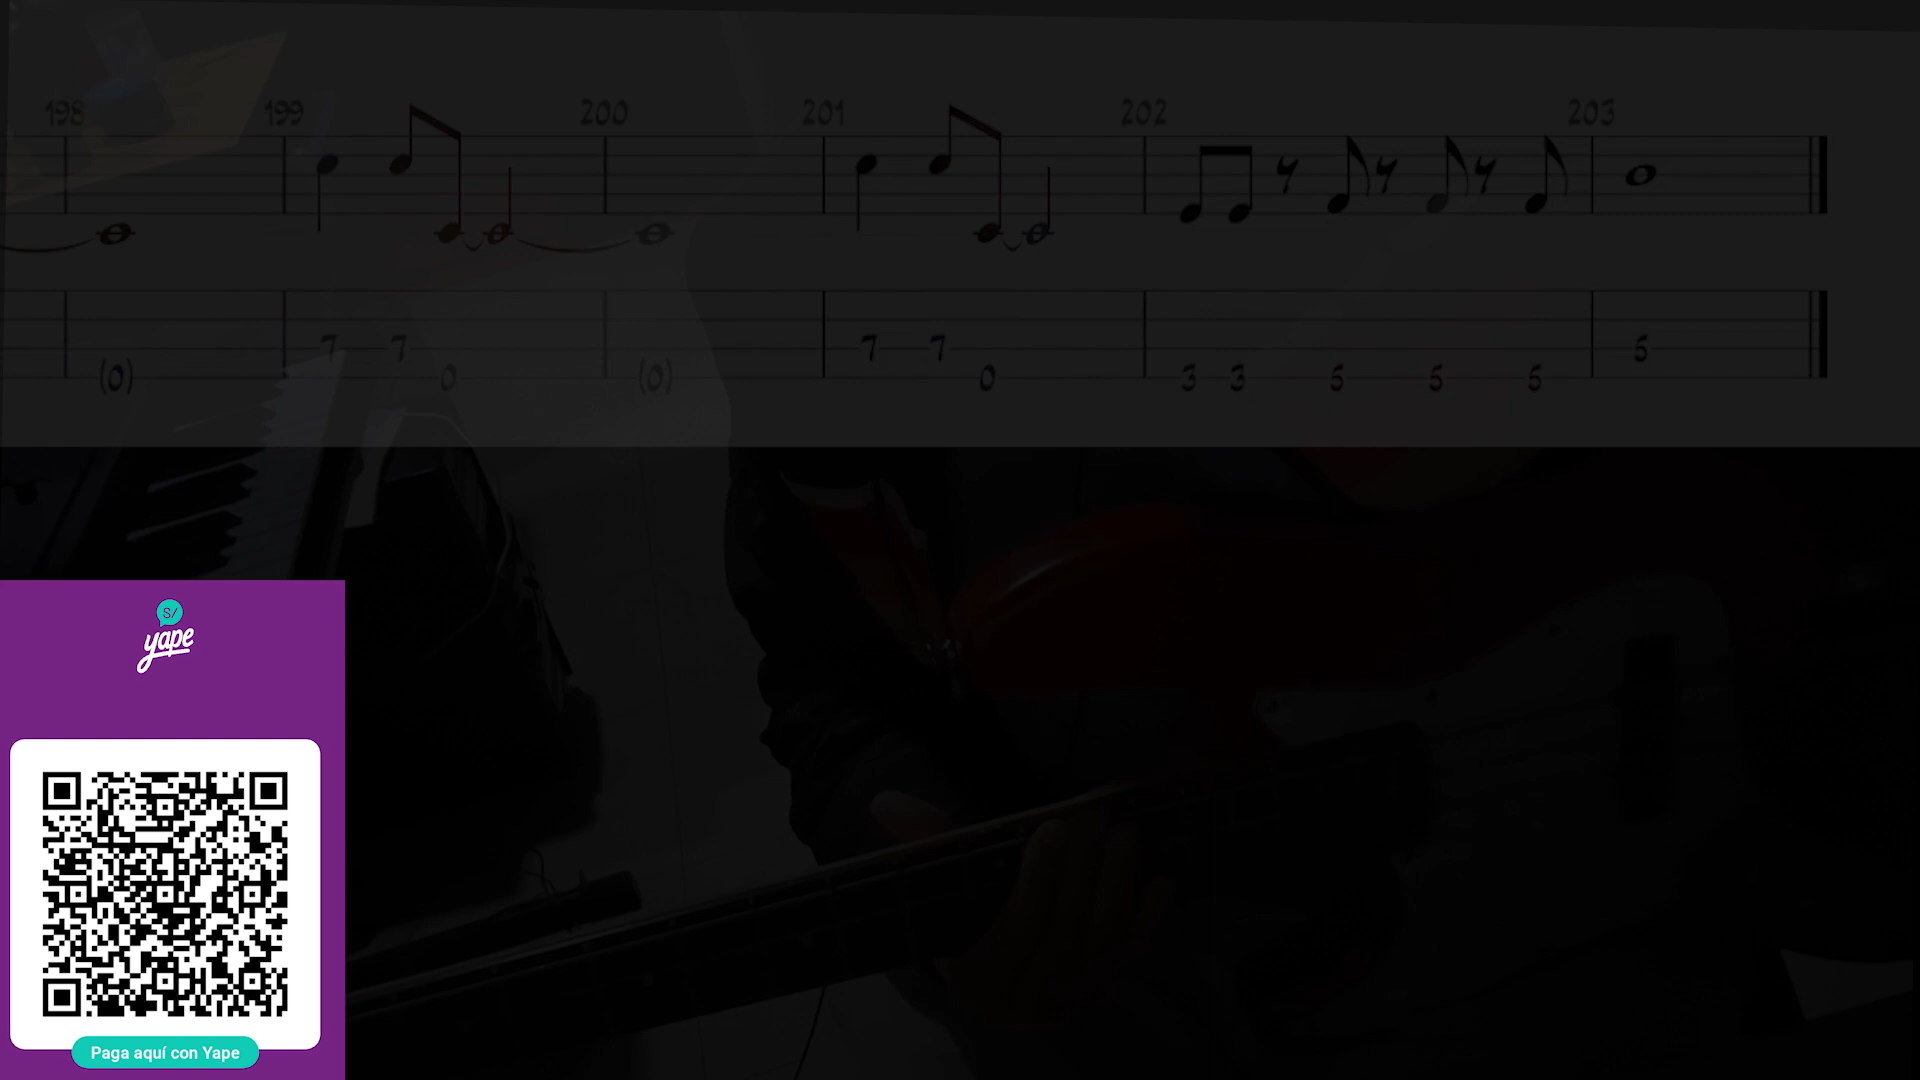 198 199 200 201 202 203
7 7 7 7 5
(0) 0 (0) 0 3 3 5 5 5
S/
yape
Paga aquí con Yape